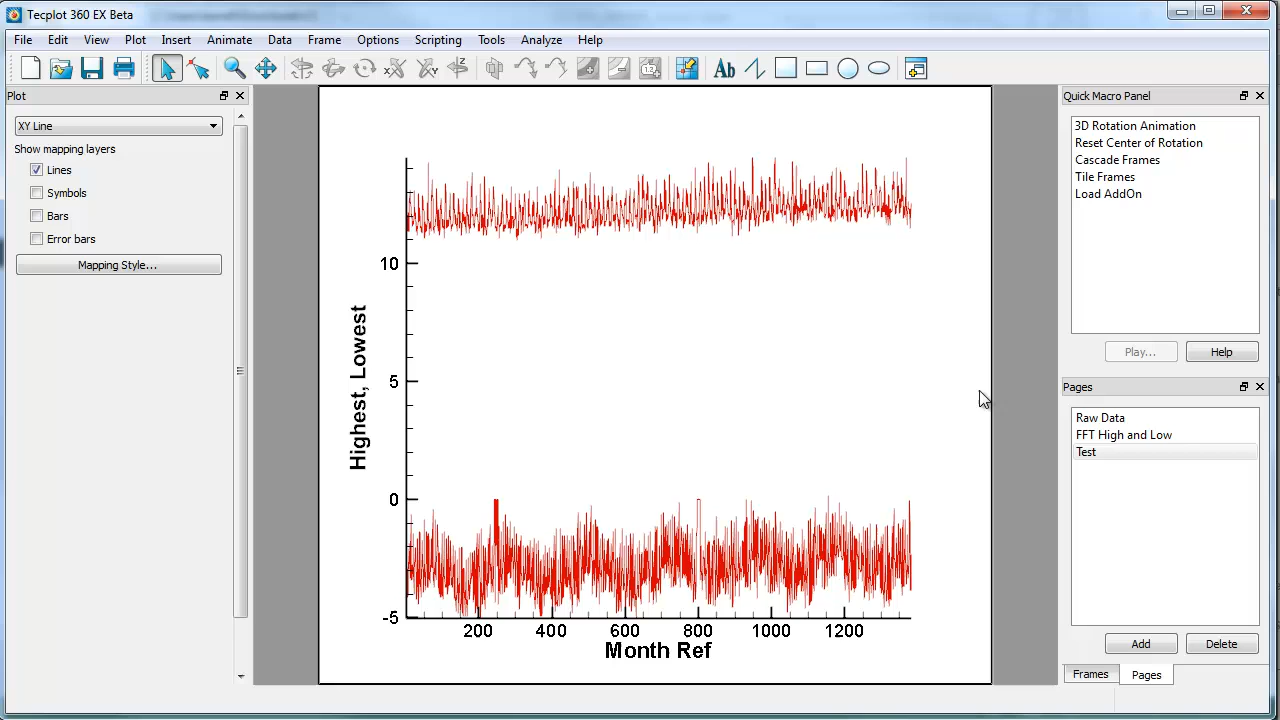 Tecplot 360 EX Beta
File Edit View Plot Insert Animate Data Frame Options Scripting Tools Analyze Help
Plot
XY Line
Show mapping layers
Lines
Symbols
Bars
Error bars
Mapping Style...
10
5
0
-5
Highest, Lowest
200 400 600 800 1000 1200
Month Ref
Quick Macro Panel
3D Rotation Animation
Reset Center of Rotation
Cascade Frames
Tile Frames
Load AddOn
Play... Help
Pages
Raw Data
FFT High and Low
Test
Add Delete
Frames Pages